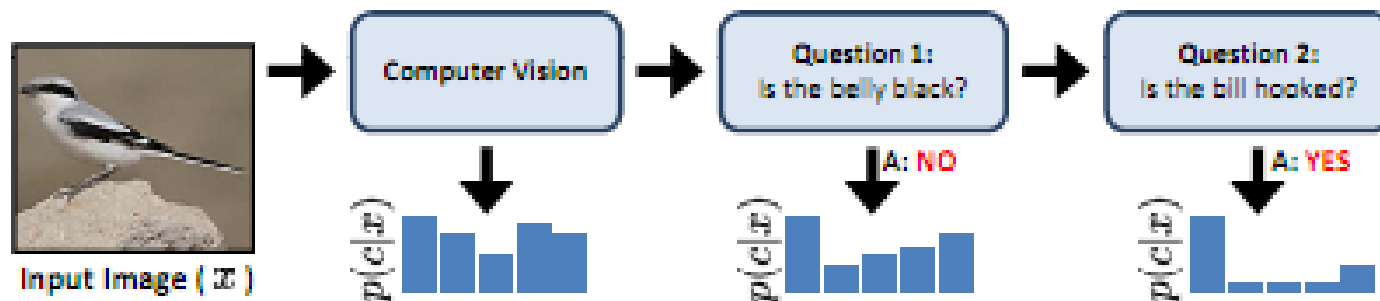 Computer Vision
Question 1:
Is the belly black?
Question 2:
Is the bill hooked?
A: NO
A: YES
p(c|x)
p(c|x)
p(c|x)
Input Image ( x )